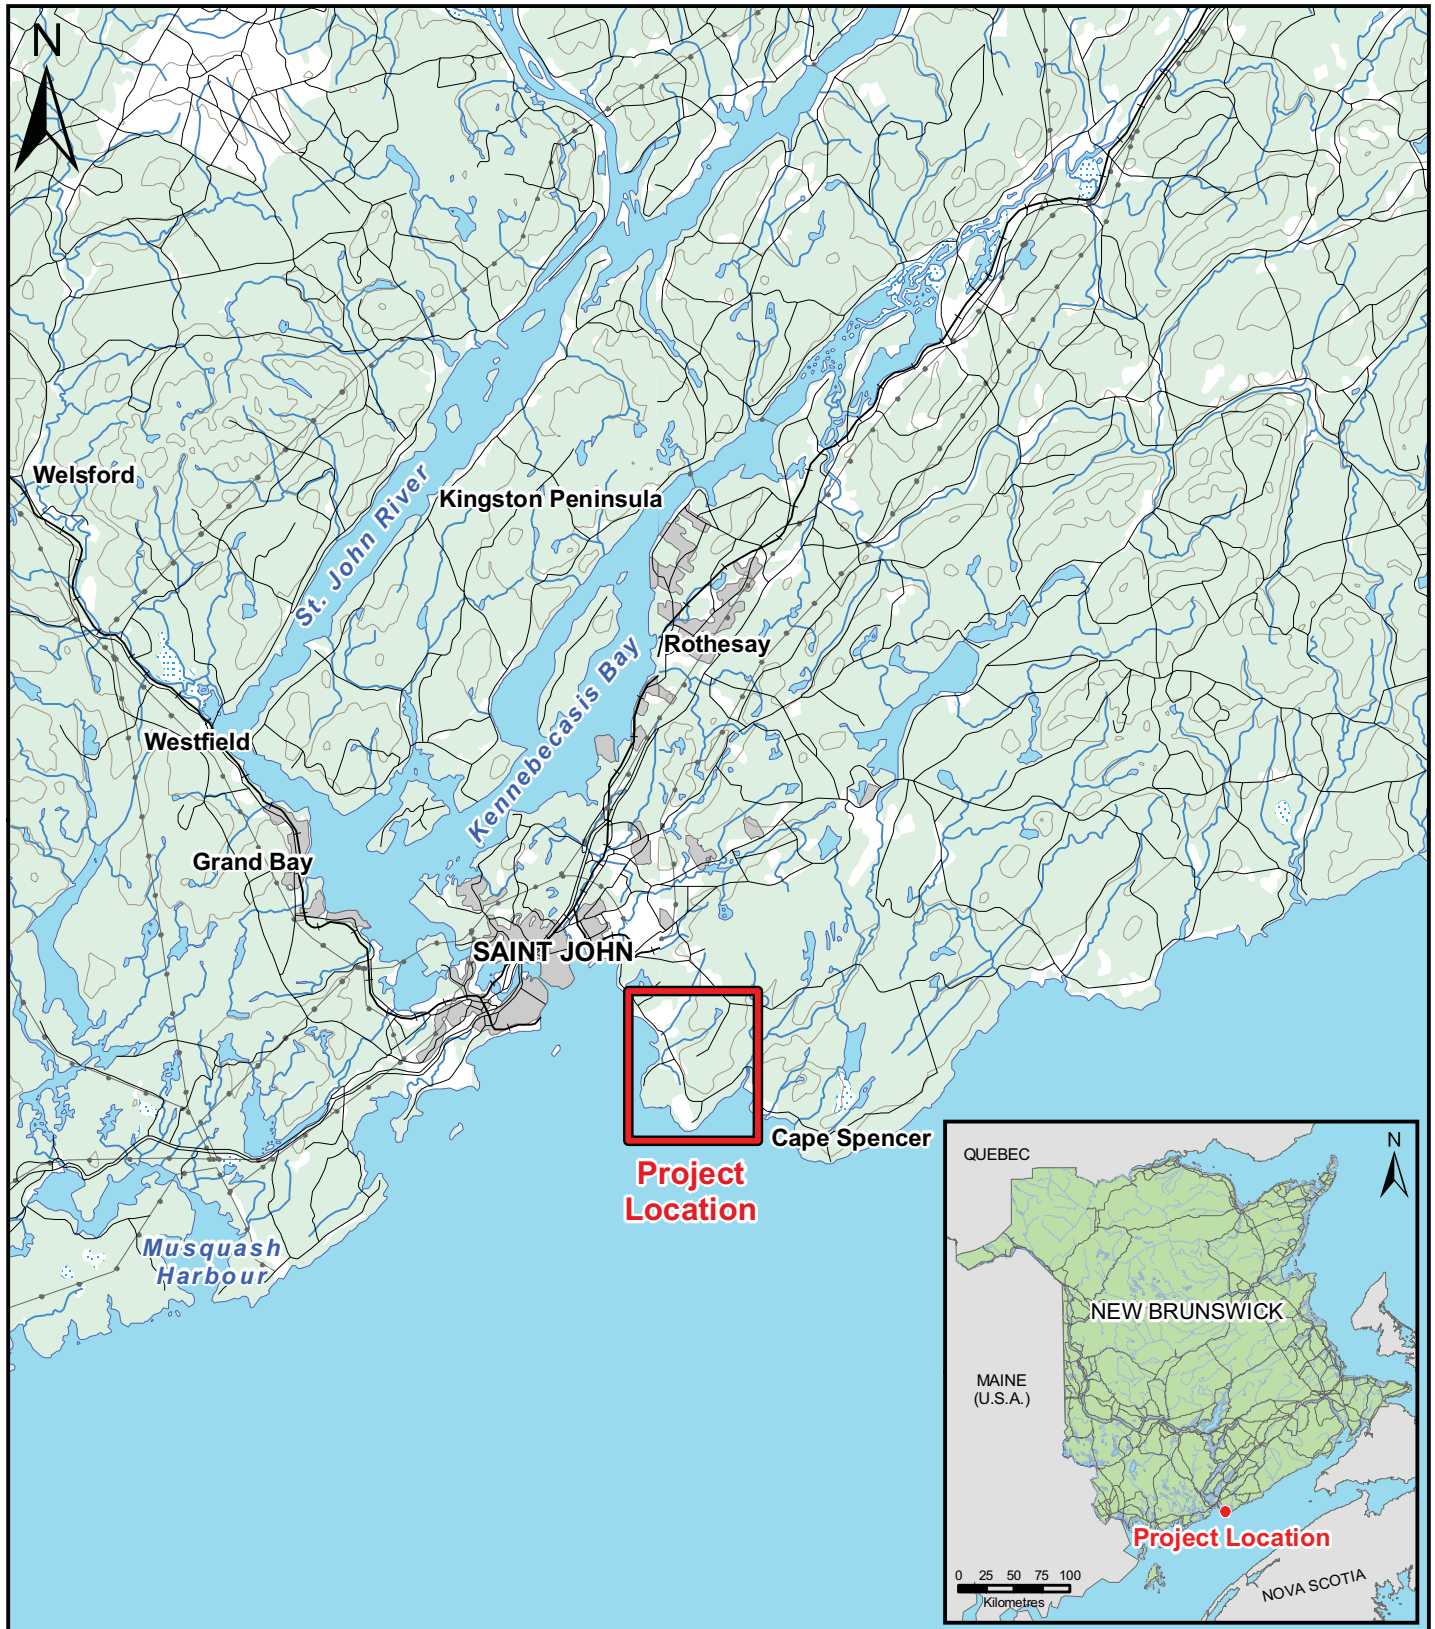 N
Welsford
St. John River
Kingston Peninsula
Rothesay
Kennebecasis Bay
Westfield
Grand Bay
SAINT JOHN
Cape Spencer
Project
Location
Musquash
Harbour
QUEBEC
N
NEW BRUNSWICK
MAINE
(U.S.A.)
Project Location
0 25 50 75 100
Kilometres
NOVA SCOTIA